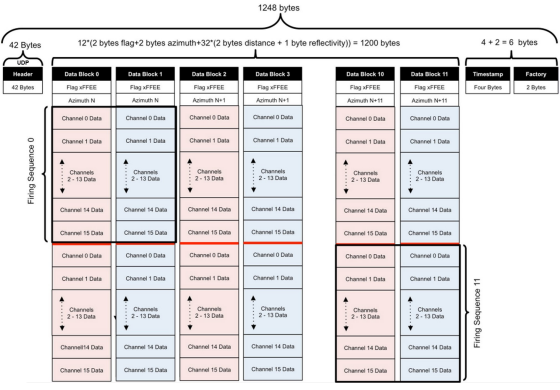 1248 bytes
42 Bytes
12*(2 bytes flag+2 bytes azimuth+32*(2 bytes distance + 1 byte reflectivity)) = 1200 bytes
4 + 2 = 6 bytes
UDP
Header
Data Block 0
Data Block 1
Data Block 2
Data Block 3
Data Block 10
Data Block 11
Timestamp
Factory
42 Bytes
Flag xFFEE
Flag xFFEE
Flag xFFEE
Flag xFFEE
Flag xFFEE
Flag xFFEE
Four Bytes
2 Bytes
Azimuth N
Azimuth N
Azimuth N+1
Azimuth N+1
Azimuth N+11
Azimuth N+11
Firing Sequence 0
Channel 0 Data
Channel 0 Data
Channel 0 Data
Channel 0 Data
Channel 0 Data
Channel 0 Data
Channel 1 Data
Channel 1 Data
Channel 1 Data
Channel 1 Data
Channel 1 Data
Channel 1 Data
Channels
2 - 13 Data
Channels
2 - 13 Data
Channels
2 - 13 Data
Channels
2 - 13 Data
Channels
2 - 13 Data
Channels
2 - 13 Data
Channel 14 Data
Channel 14 Data
Channel 14 Data
Channel 14 Data
Channel 14 Data
Channel 14 Data
Channel 15 Data
Channel 15 Data
Channel 15 Data
Channel 15 Data
Channel 15 Data
Channel 15 Data
Channel 0 Data
Channel 0 Data
Channel 0 Data
Channel 0 Data
Channel 0 Data
Channel 0 Data
Channel 1 Data
Channel 1 Data
Channel 1 Data
Channel 1 Data
Channel 1 Data
Channel 1 Data
Channels
2 - 13 Data
Channels
2 - 13 Data
Channels
2 - 13 Data
Channels
2 - 13 Data
Channels
2 - 13 Data
Channels
2 - 13 Data
Channel14 Data
Channel 14 Data
Channel 14 Data
Channel 14 Data
Channel 14 Data
Channel 14 Data
Channel 15 Data
Channel 15 Data
Channel 15 Data
Channel 15 Data
Channel 15 Data
Channel 15 Data
Firing Sequence 11